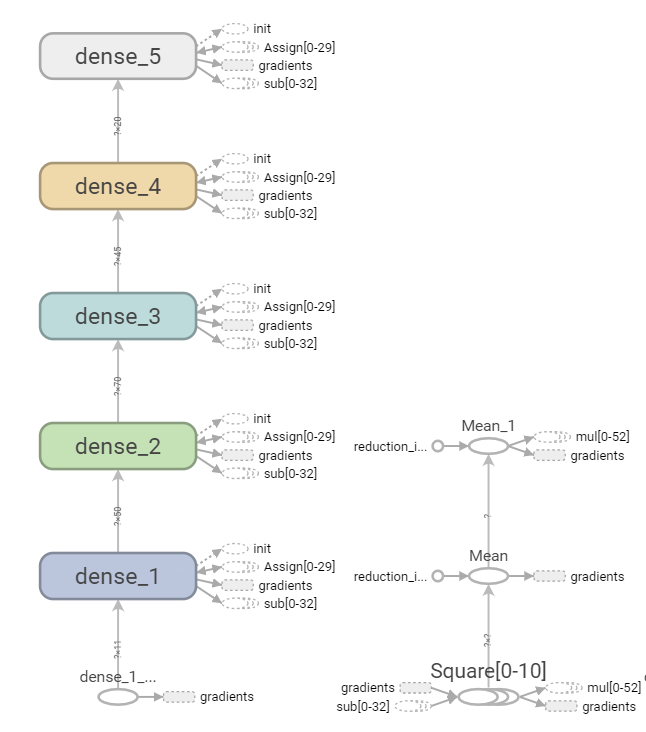 dense_5
init
Assign[0-29]
gradients
sub[0-32]
?×20
dense_4
init
Assign[0-29]
gradients
sub[0-32]
?×45
dense_3
init
Assign[0-29]
gradients
sub[0-32]
?×70
dense_2
init
Assign[0-29]
gradients
sub[0-32]
?×50
dense_1
init
Assign[0-29]
gradients
sub[0-32]
?×11
dense_1_...
gradients
Mean_1
reduction_i...
mul[0-52]
gradients
?
Mean
reduction_i...
gradients
?×?
Square[0-10]
gradients
sub[0-32]
mul[0-52]
gradients